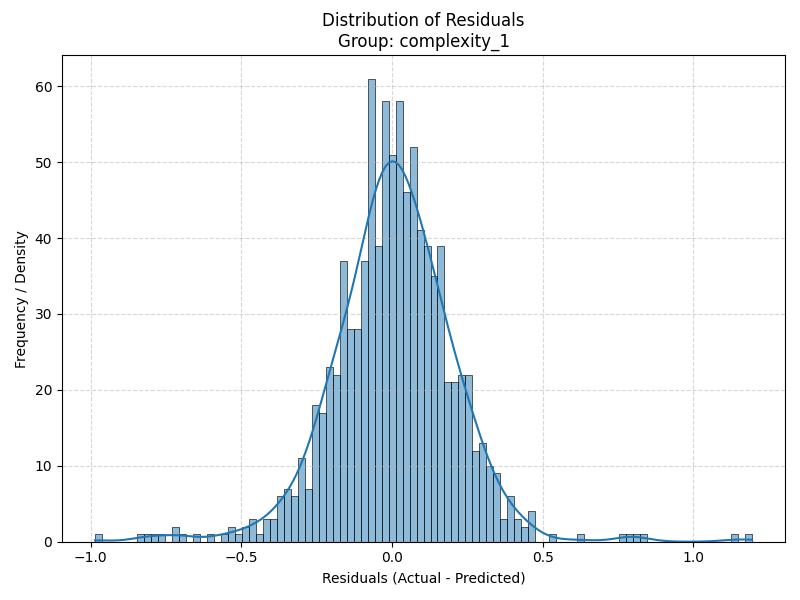 Distribution of Residuals
Group: complexity_1
Frequency / Density
60
50
40
30
20
10
0
−1.0 −0.5 0.0 0.5 1.0
Residuals (Actual - Predicted)